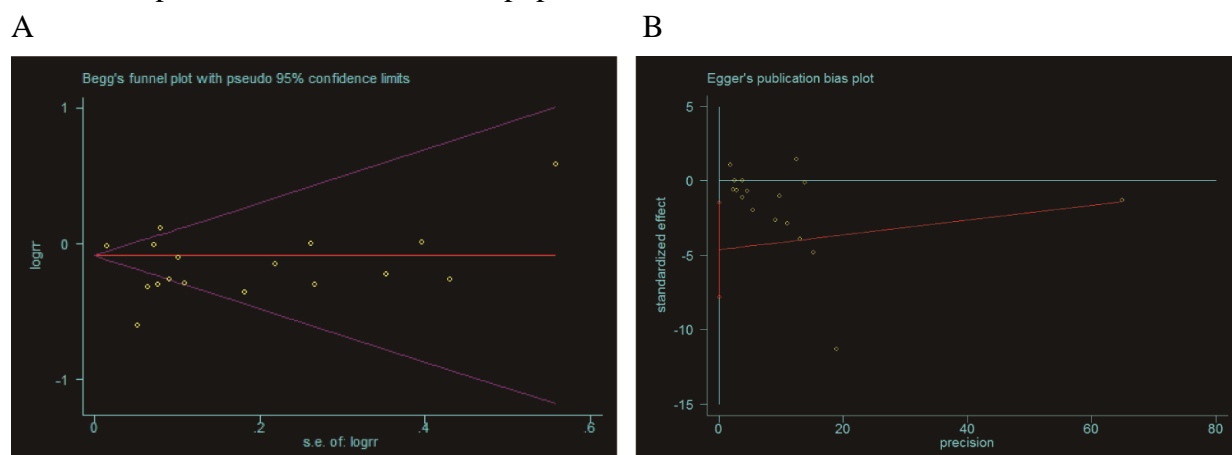 A
B
Begg's funnel plot with pseudo 95% confidence limits
1
0
-1
logrr
0
.2
.4
.6
s.e. of: logrr
Egger's publication bias plot
5
0
-5
-10
-15
standardized effect
0
20
40
60
80
precision